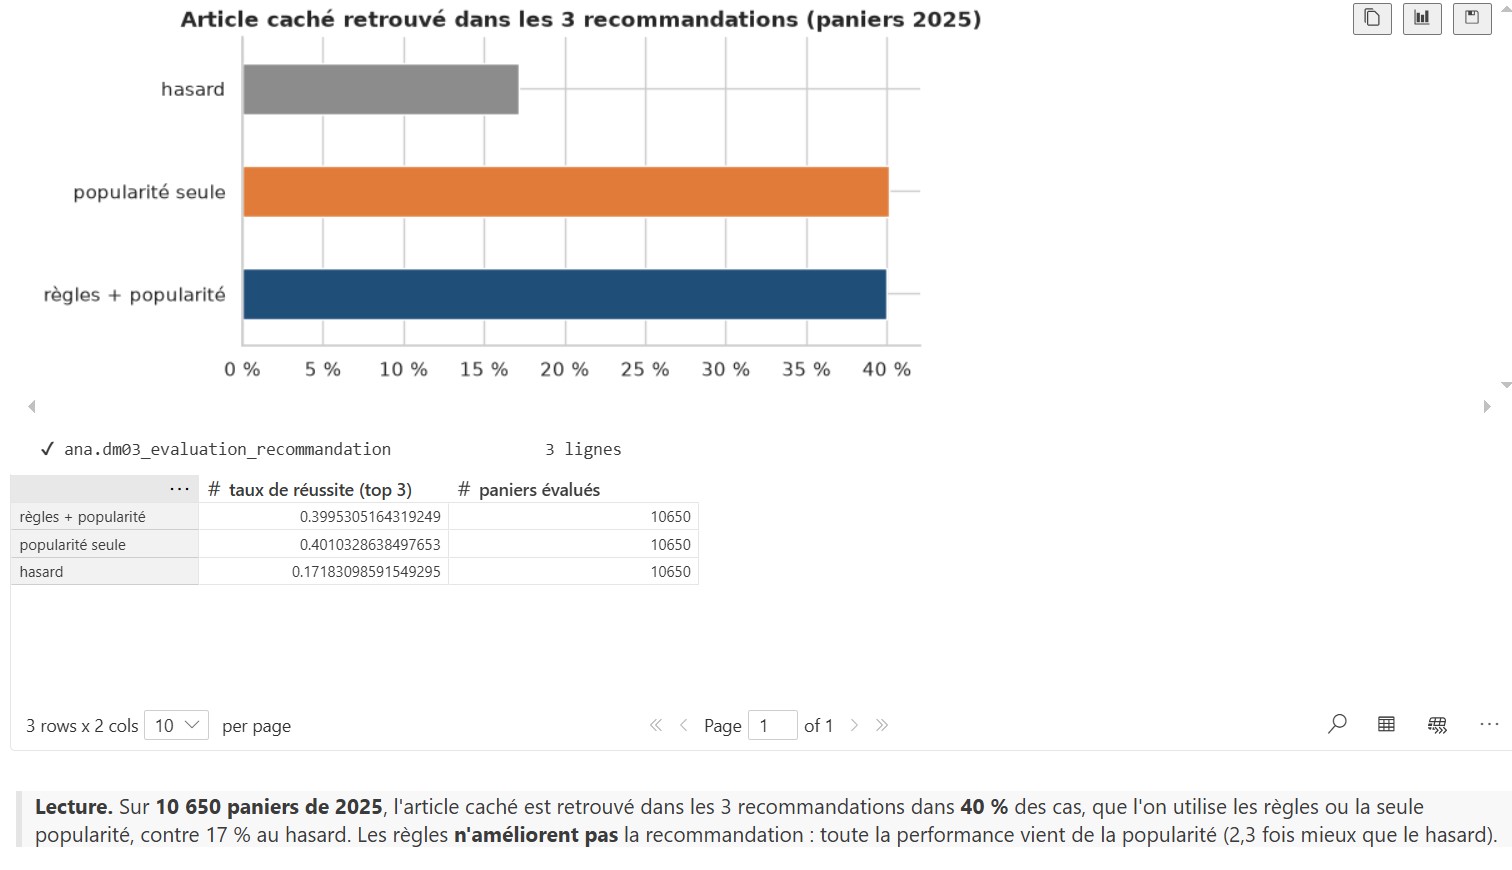 Article caché retrouvé dans les 3 recommandations (paniers 2025)
hasard
popularité seule
règles + popularité
0 % 5 % 10 % 15 % 20 % 25 % 30 % 35 % 40 %
✓ ana.dm03_evaluation_recommandation 3 lignes
... # taux de réussite (top 3) # paniers évalués
règles + popularité 0.3995305164319249 10650
popularité seule 0.4010328638497653 10650
hasard 0.17183098591549295 10650
3 rows x 2 cols 10 per page Page 1 of 1 ...
Lecture. Sur 10 650 paniers de 2025, l'article caché est retrouvé dans les 3 recommandations dans 40 % des cas, que l'on utilise les règles ou la seule
popularité, contre 17 % au hasard. Les règles n'améliorent pas la recommandation : toute la performance vient de la popularité (2,3 fois mieux que le hasard).